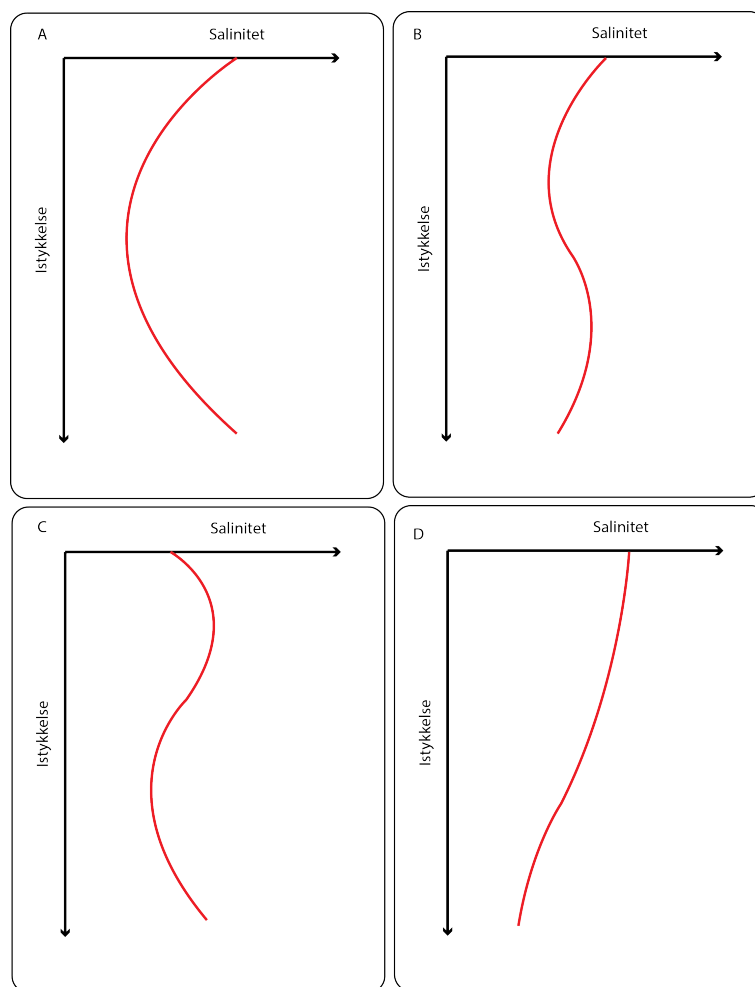 A
Salinitet
Istykkelse
B
Salinitet
Istykkelse
C
Salinitet
Istykkelse
D
Salinitet
Istykkelse